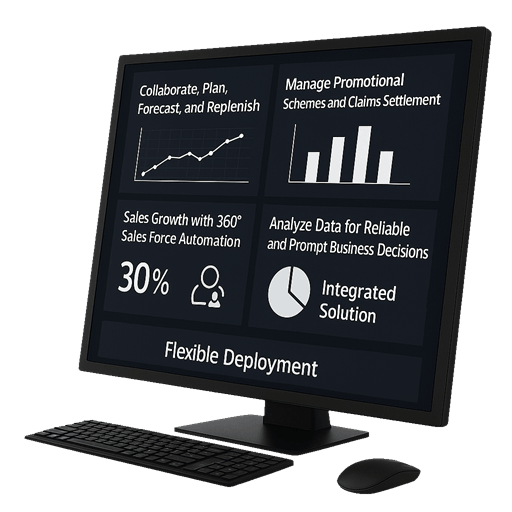 Collaborate, Plan,
Forecast, and Replenish
Manage Promotional
Schemes and Claims Settlement
Sales Growth with 360°
Sales Force Automation
30%
Analyze Data for Reliable
and Prompt Business Decisions
Integrated
Solution
Flexible Deployment